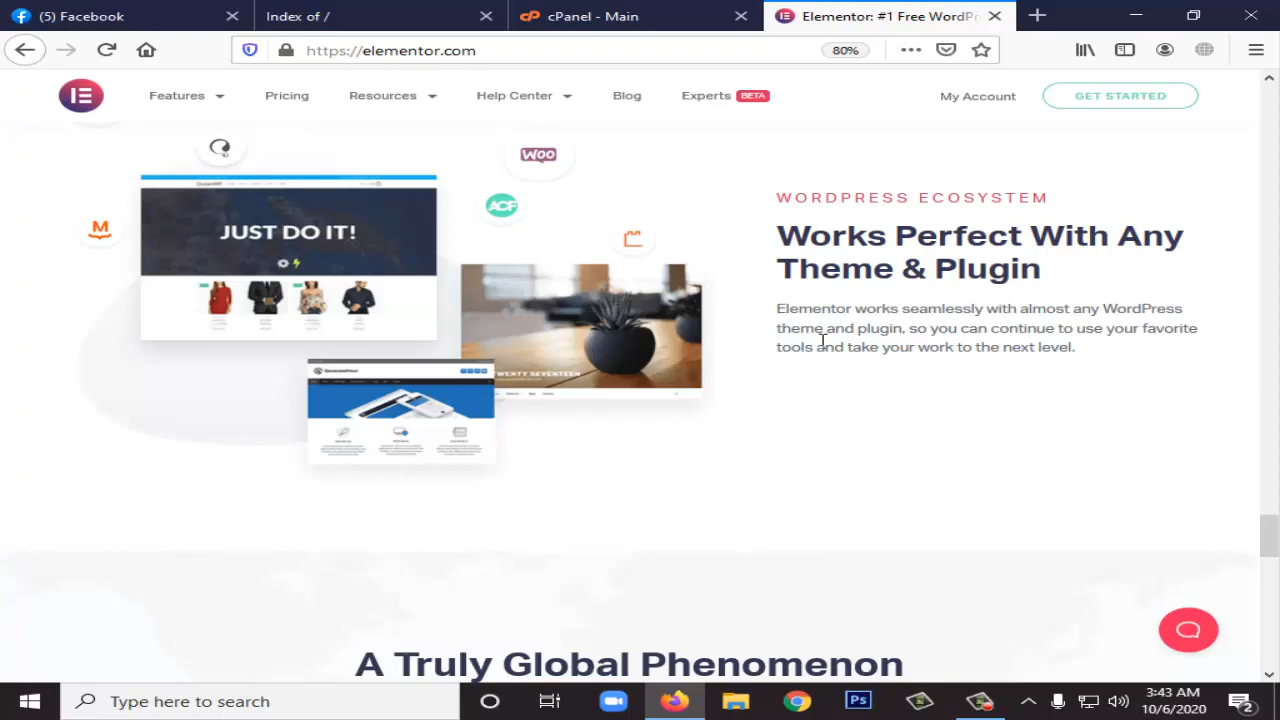 (5) Facebook
Index of /
cPanel - Main
Elementor: #1 Free WordPr
https://elementor.com
80%
Features
Pricing
Resources
Help Center
Blog
Experts BETA
My Account
GET STARTED
WOO
ACF
M
JUST DO IT!
TWENTY SEVENTEEN
WORDPRESS ECOSYSTEM
Works Perfect With Any
Theme & Plugin
Elementor works seamlessly with almost any WordPress
theme and plugin, so you can continue to use your favorite
tools and take your work to the next level.
A Truly Global Phenomenon
Type here to search
Ps
3:43 AM
10/6/2020
2